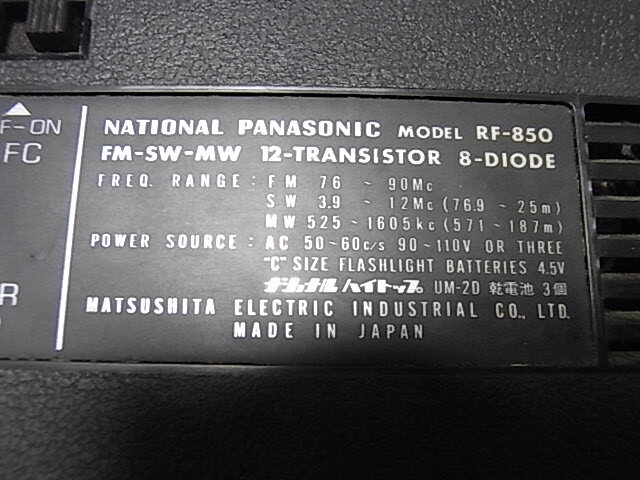 F-ON
FC
R
NATIONAL PANASONIC MODEL RF-850
FM-SW-MW 12-TRANSISTOR 8-DIODE
FREQ. RANGE: FM 76 ~ 90Mc
SW 3.9 ~ 12Mc (76.9 ~ 25m)
MW 525 ~ 1605kc (571 ~ 187m)
POWER SOURCE: AC 50~60c/s 90~110V OR THREE
"C" SIZE FLASHLIGHT BATTERIES 4.5V
ナショナル ハイトップ UM-2D 乾電池 3個
MATSUSHITA ELECTRIC INDUSTRIAL CO., LTD.
MADE IN JAPAN